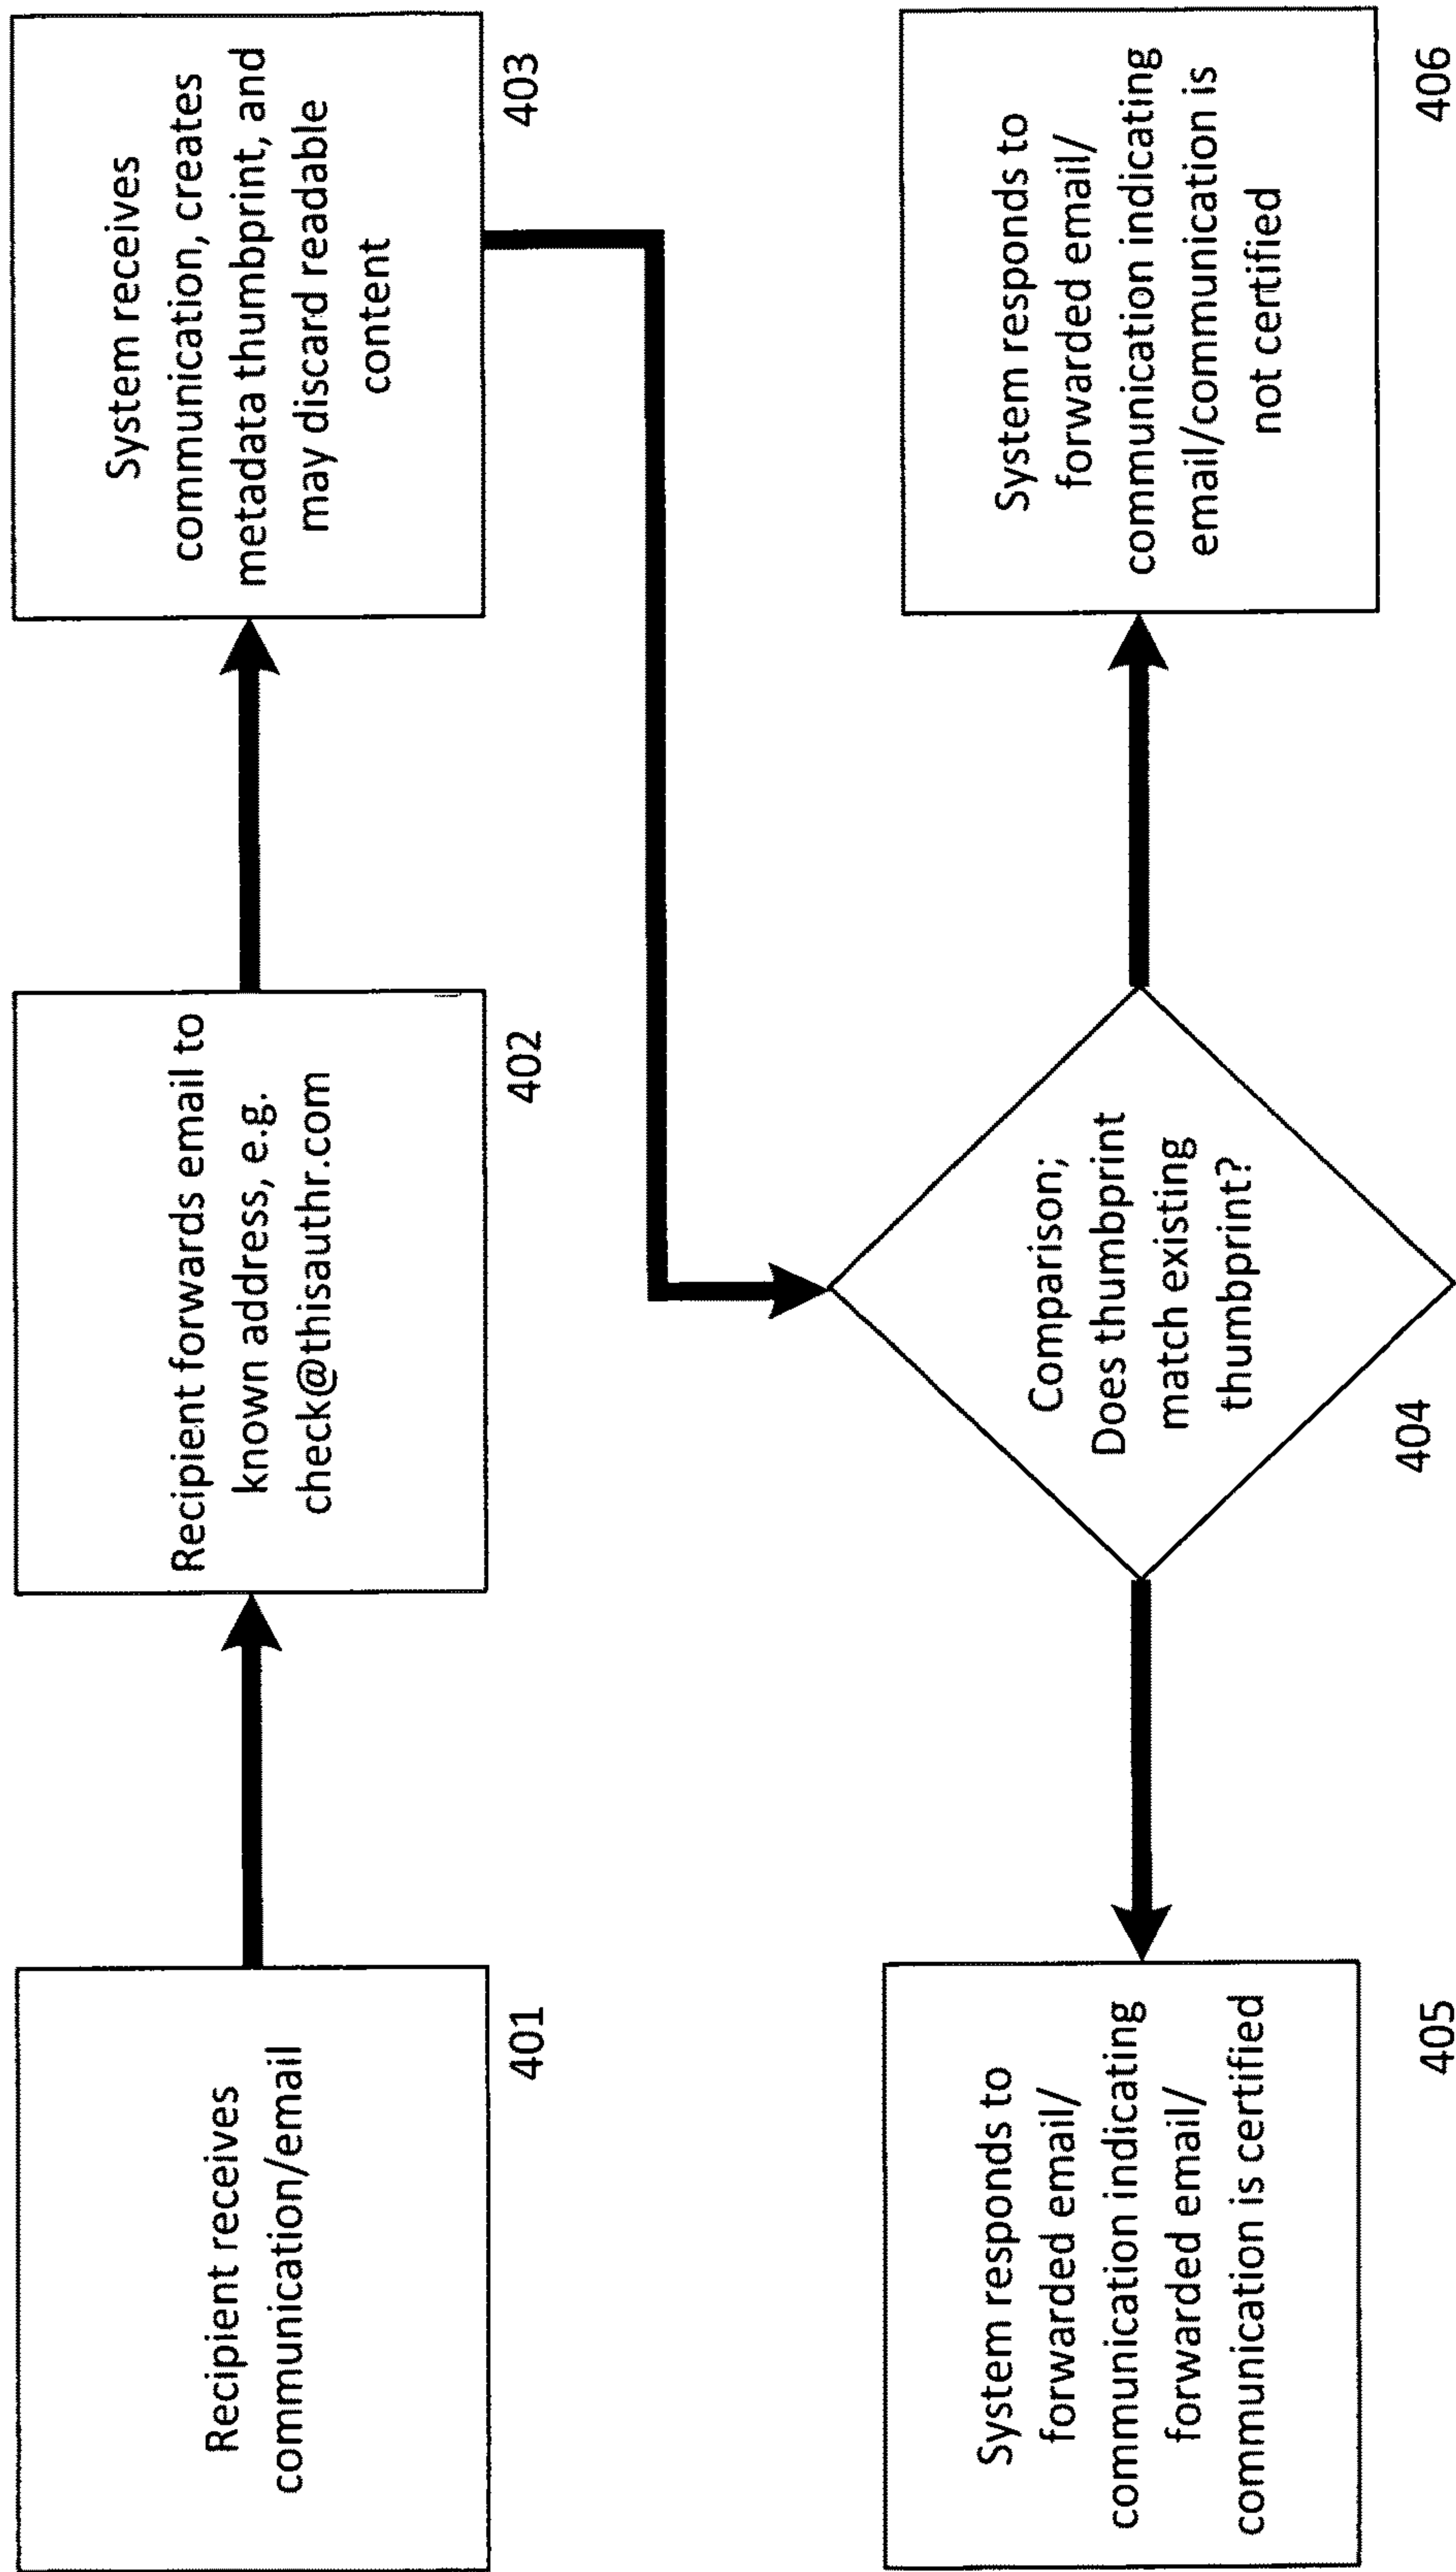 Recipient receives
communication/email
401
Recipient forwards email to
known address, e.g.
check@thisauthr.com
402
System receives
communication, creates
metadata thumbprint, and
may discard readable
content
403
Comparison;
Does thumbprint
match existing
thumbprint?
404
System responds to
forwarded email/
communication indicating
forwarded email/
communication is certified
405
System responds to
forwarded email/
communication indicating
email/communication is
not certified
406